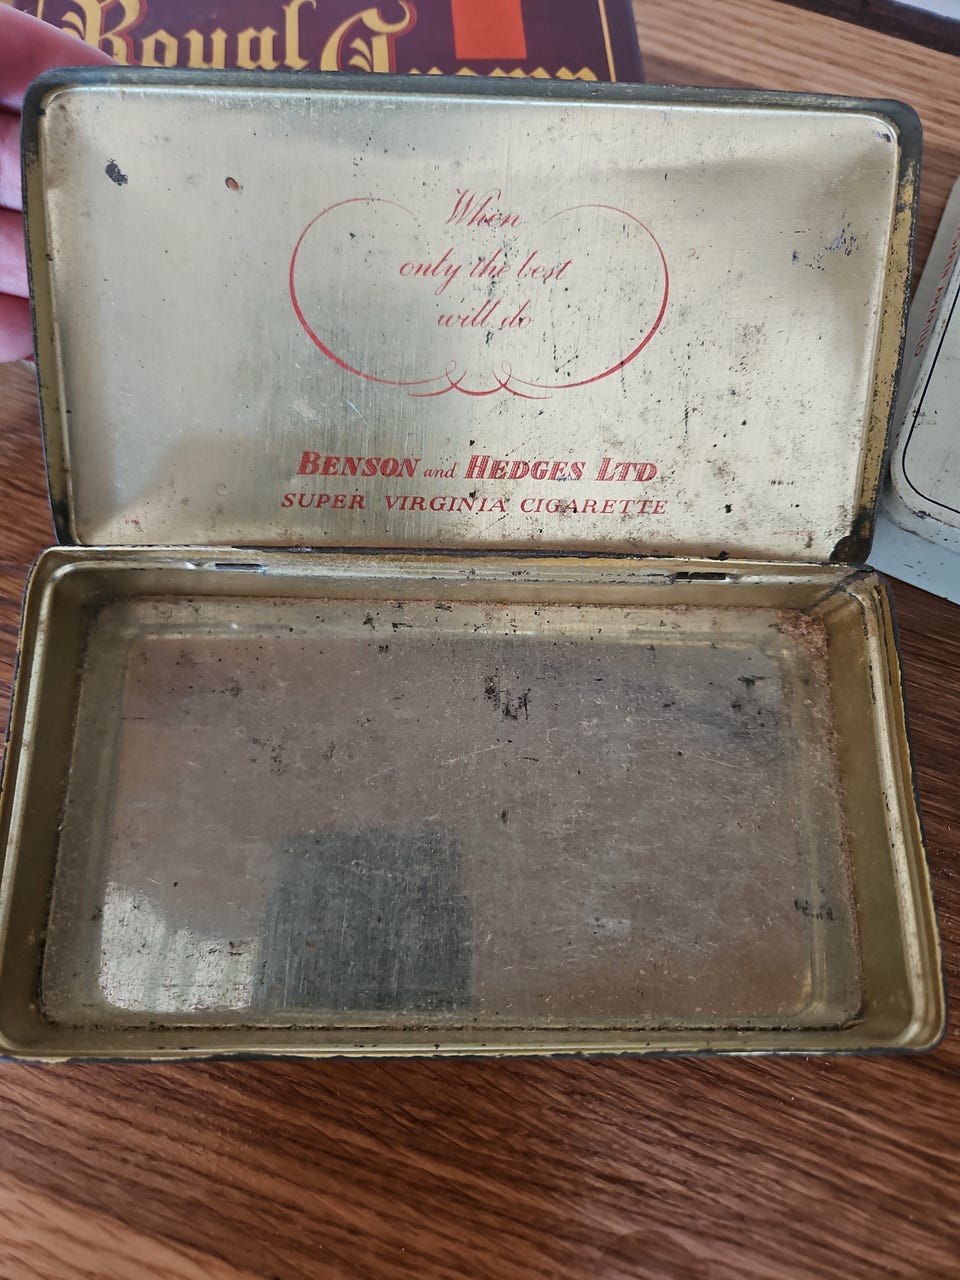 Royal
When
only the best
will do
BENSON and HEDGES LTD
SUPER VIRGINIA CIGARETTE